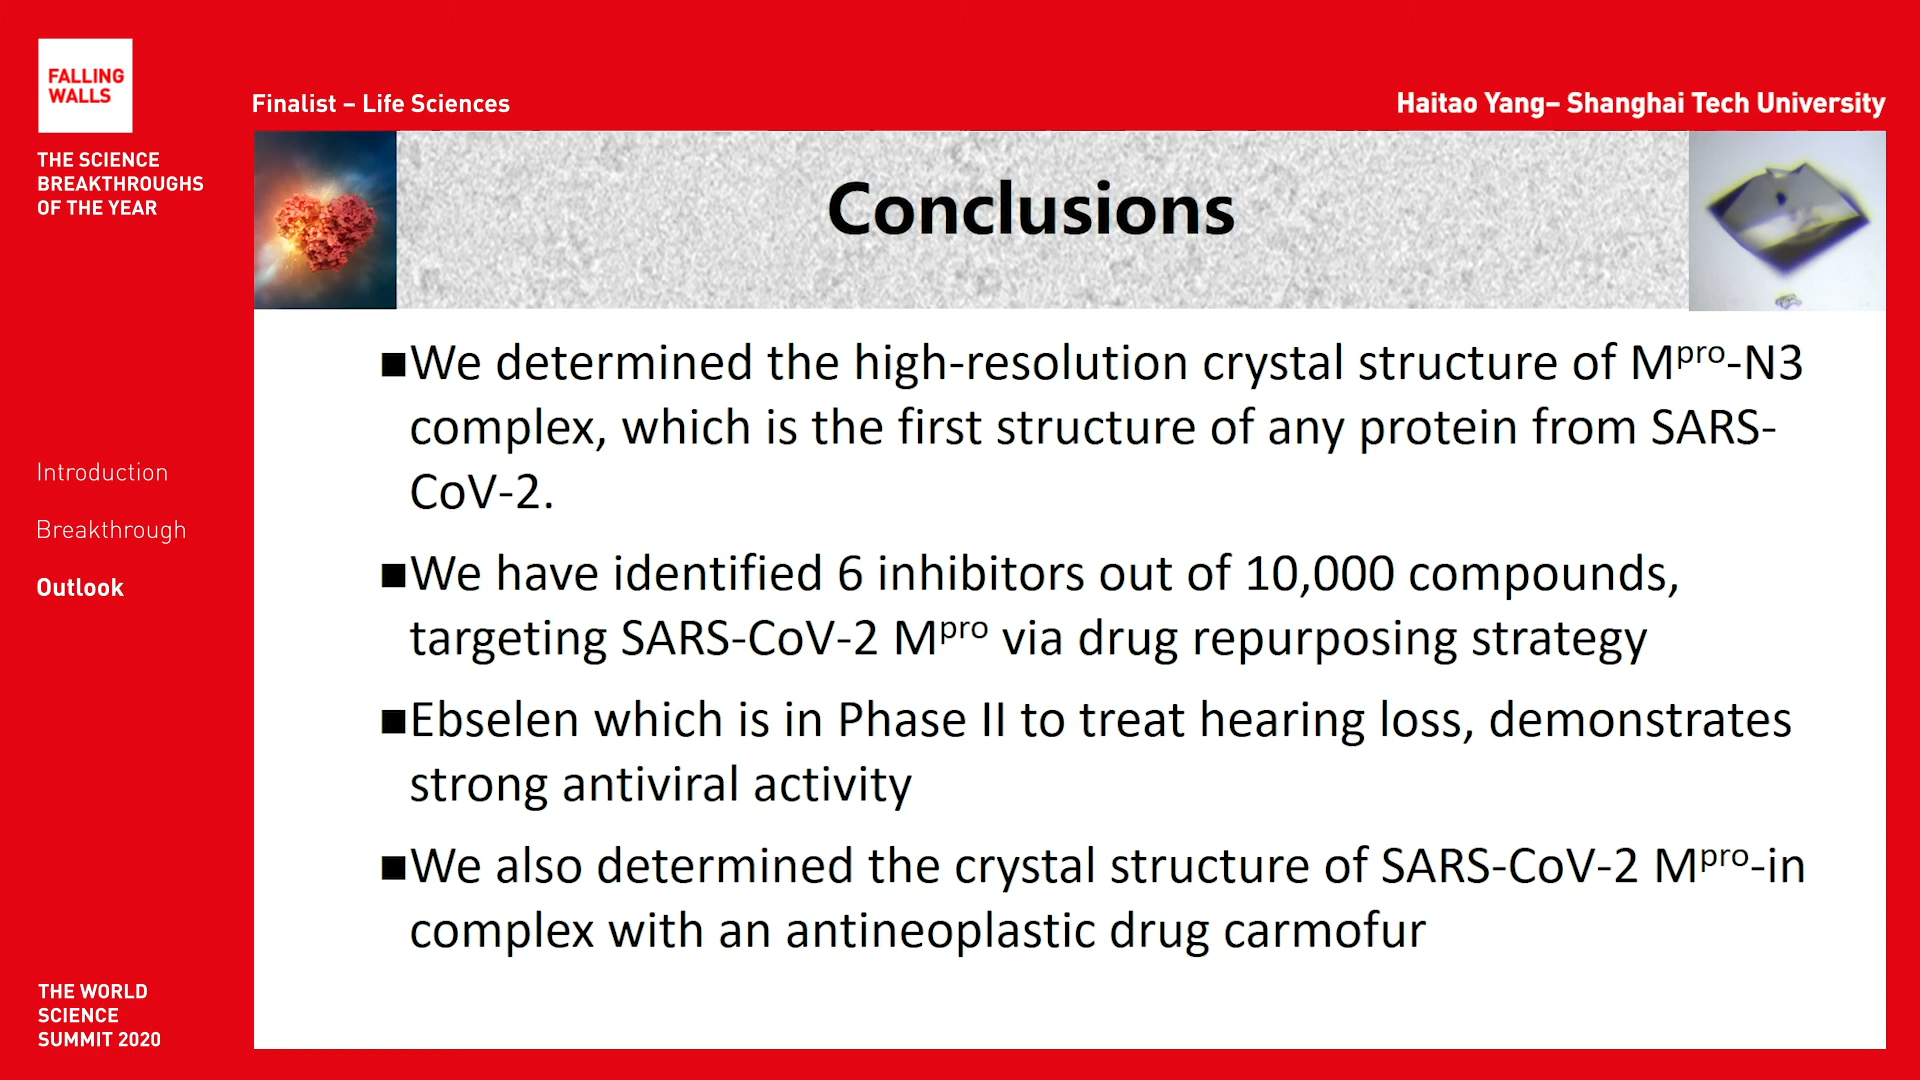 FALLING
WALLS
THE SCIENCE
BREAKTHROUGHS
OF THE YEAR
Finalist – Life Sciences
Haitao Yang– Shanghai Tech University
Conclusions
■We determined the high-resolution crystal structure of Mᵖʳᵒ-N3
complex, which is the first structure of any protein from SARS-
CoV-2.
■We have identified 6 inhibitors out of 10,000 compounds,
targeting SARS-CoV-2 Mᵖʳᵒ via drug repurposing strategy
■Ebselen which is in Phase II to treat hearing loss, demonstrates
strong antiviral activity
■We also determined the crystal structure of SARS-CoV-2 Mᵖʳᵒ-in
complex with an antineoplastic drug carmofur
Introduction
Breakthrough
Outlook
THE WORLD
SCIENCE
SUMMIT 2020